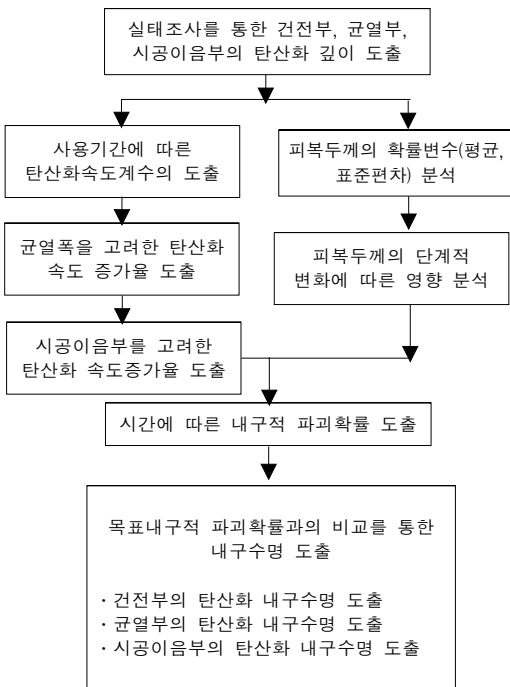 실태조사를 통한 건전부, 균열부,
시공이음부의 탄산화 깊이 도출
사용기간에 따른
탄산화속도계수의 도출
피복두께의 확률변수(평균,
표준편차) 분석
균열폭을 고려한 탄산화
속도 증가율 도출
피복두께의 단계적
변화에 따른 영향 분석
시공이음부를 고려한
탄산화 속도증가율 도출
시간에 따른 내구적 파괴확률 도출
목표내구적 파괴확률과의 비교를 통한
내구수명 도출
· 건전부의 탄산화 내구수명 도출
· 균열부의 탄산화 내구수명 도출
· 시공이음부의 탄산화 내구수명 도출